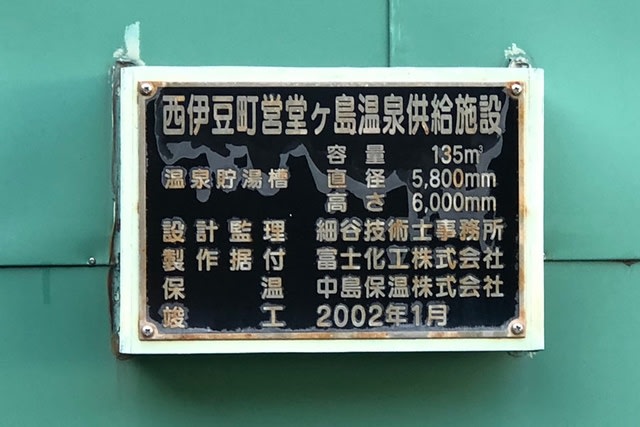 西伊豆町営堂ヶ島温泉供給施設
容量 135m³
温泉貯湯槽 直径 5,800mm
高さ 6,000mm
設計監理 細谷技術士事務所
製作据付 富士化工株式会社
保温 中島保温株式会社
竣工 2002年1月